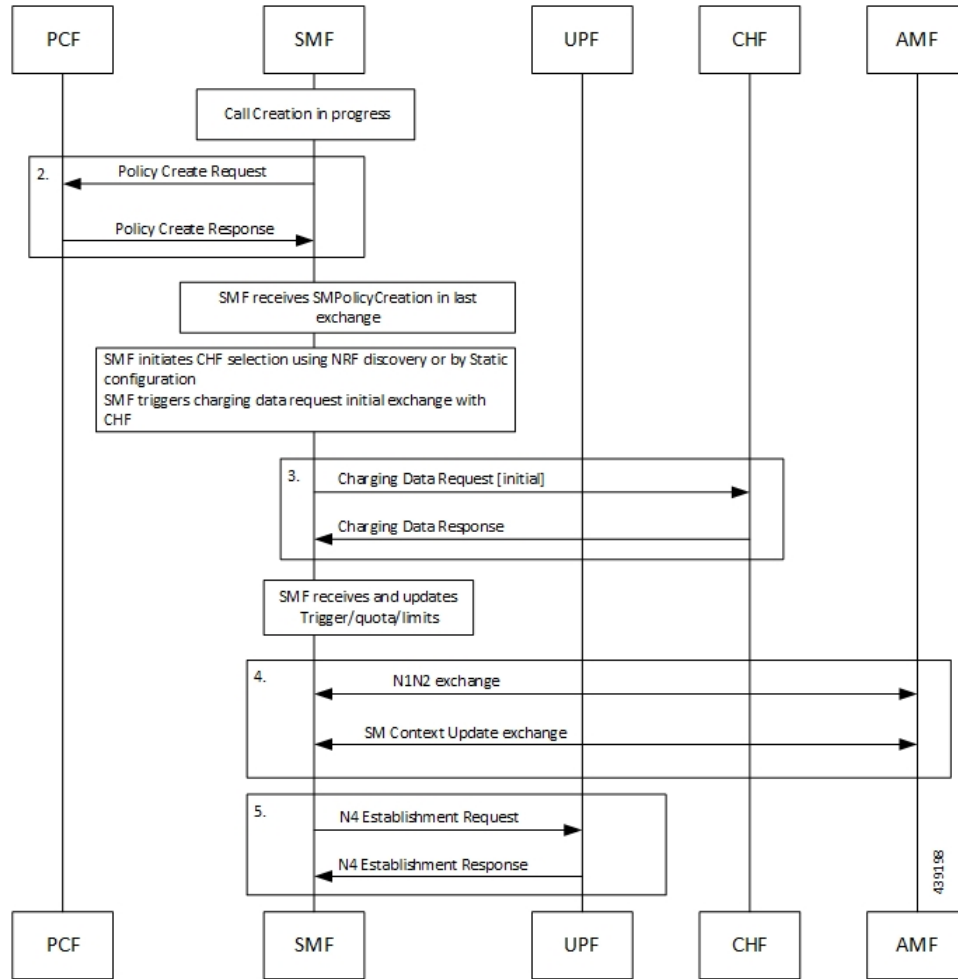 PCF
SMF
UPF
CHF
AMF
Call Creation in progress
2.
Policy Create Request
Policy Create Response
SMF receives SMPolicyCreation in last
exchange
SMF initiates CHF selection using NRF discovery or by Static
configuration
SMF triggers charging data request initial exchange with
CHF
3.
Charging Data Request [initial]
Charging Data Response
SMF receives and updates
Trigger/quota/limits
4.
N1N2 exchange
SM Context Update exchange
5.
N4 Establishment Request
N4 Establishment Response
439198
PCF
SMF
UPF
CHF
AMF